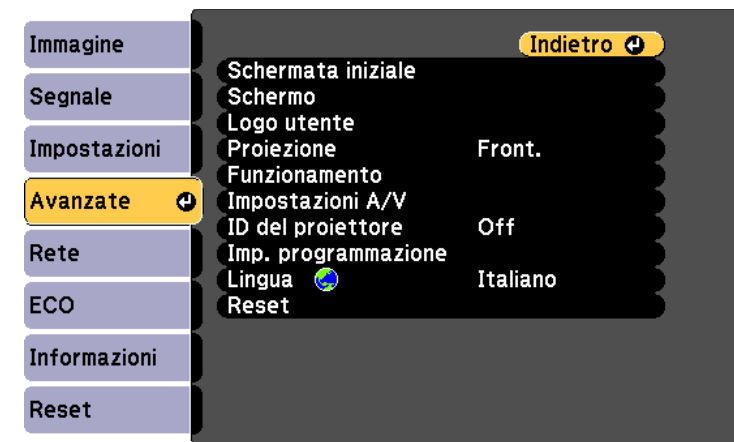 Immagine
Segnale
Impostazioni
Avanzate
Rete
ECO
Informazioni
Reset
Indietro
Schermata iniziale
Schermo
Logo utente
Proiezione Front.
Funzionamento
Impostazioni A/V
ID del proiettore Off
Imp. programmazione
Lingua Italiano
Reset